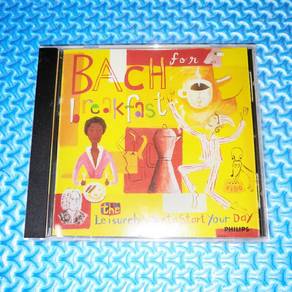 BACH for
breakfast
the
Leisurely way to Start Your Day
PHILIPS